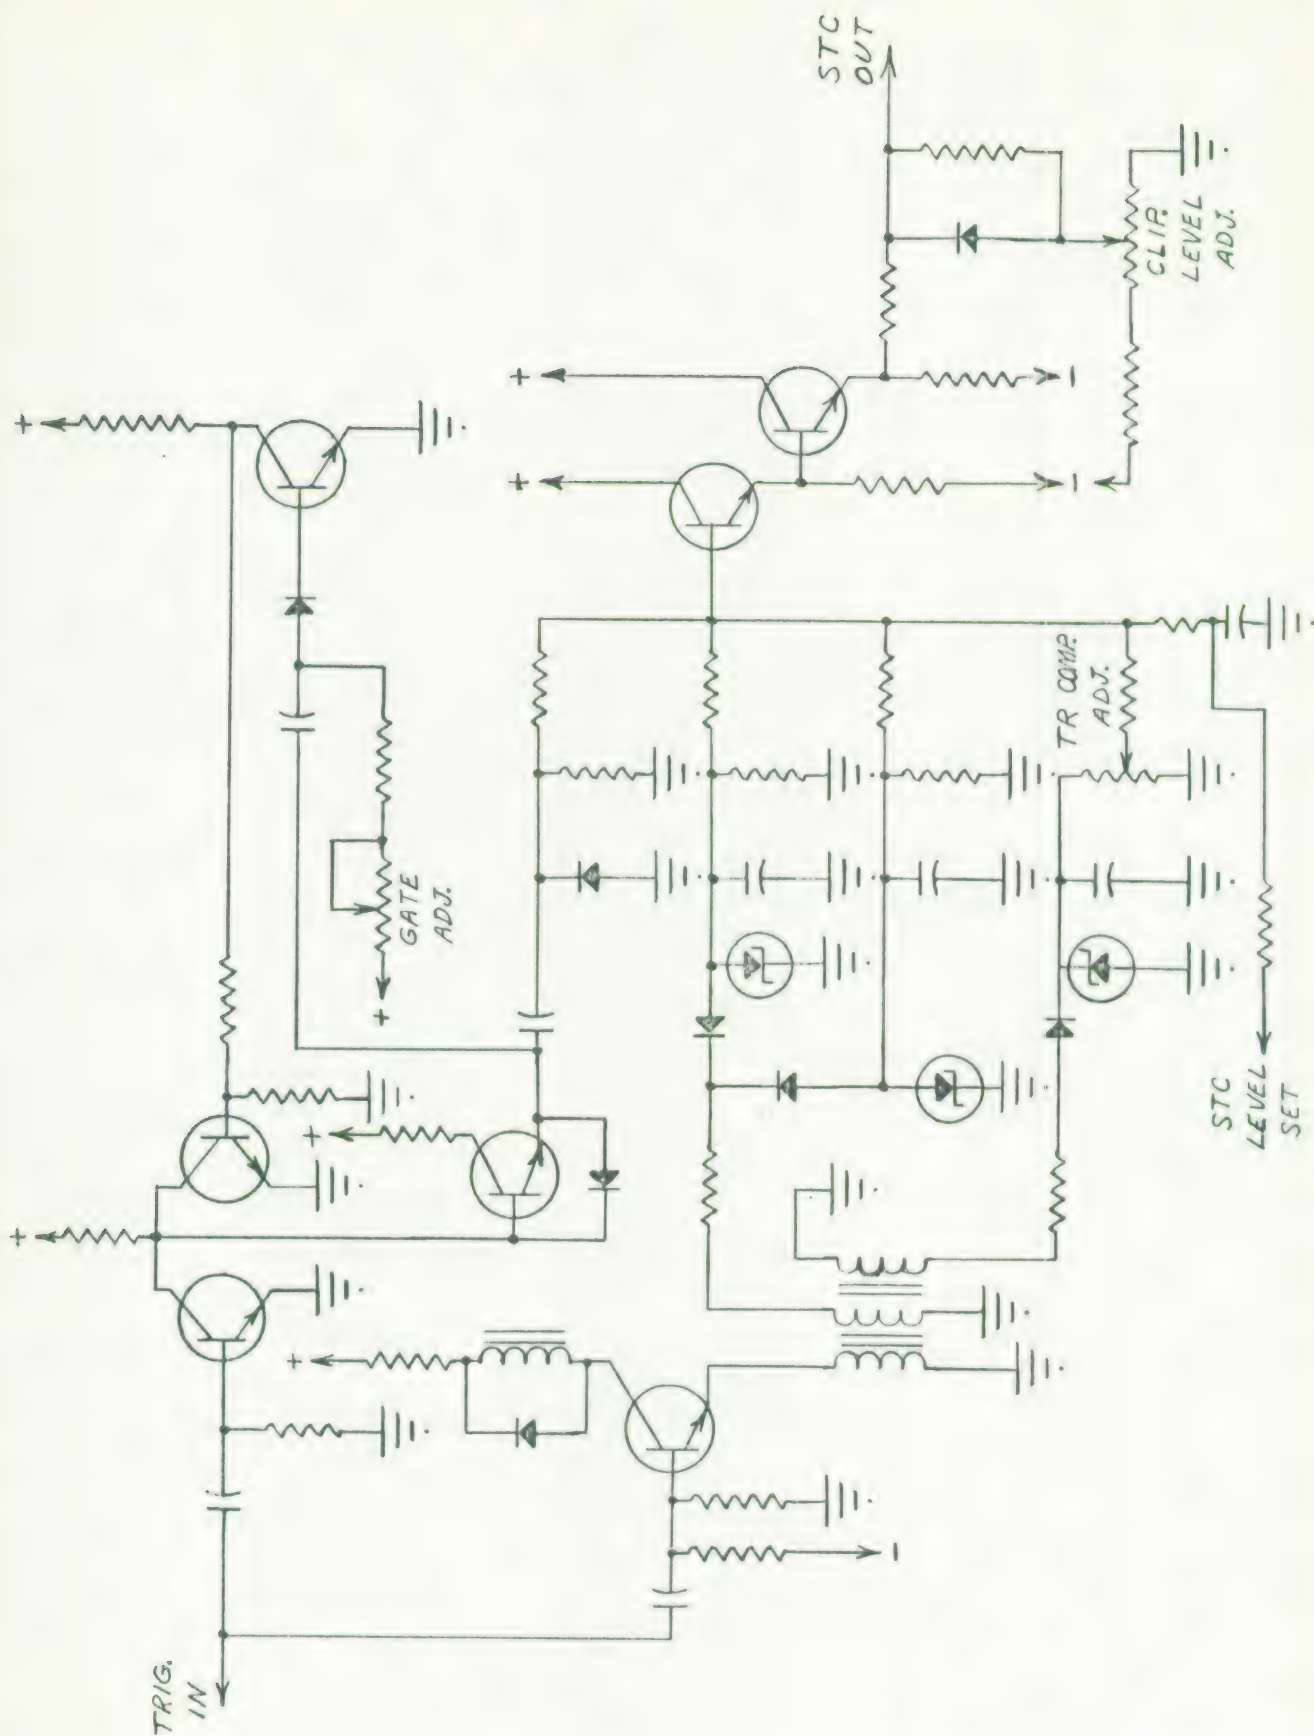 TRIG.
IN
GATE
ADJ.
STC
OUT
CLIP.
LEVEL
ADJ.
TR COMP.
ADJ.
STC
LEVEL
SET
+
+
+
+
+
+
+
-
-
-